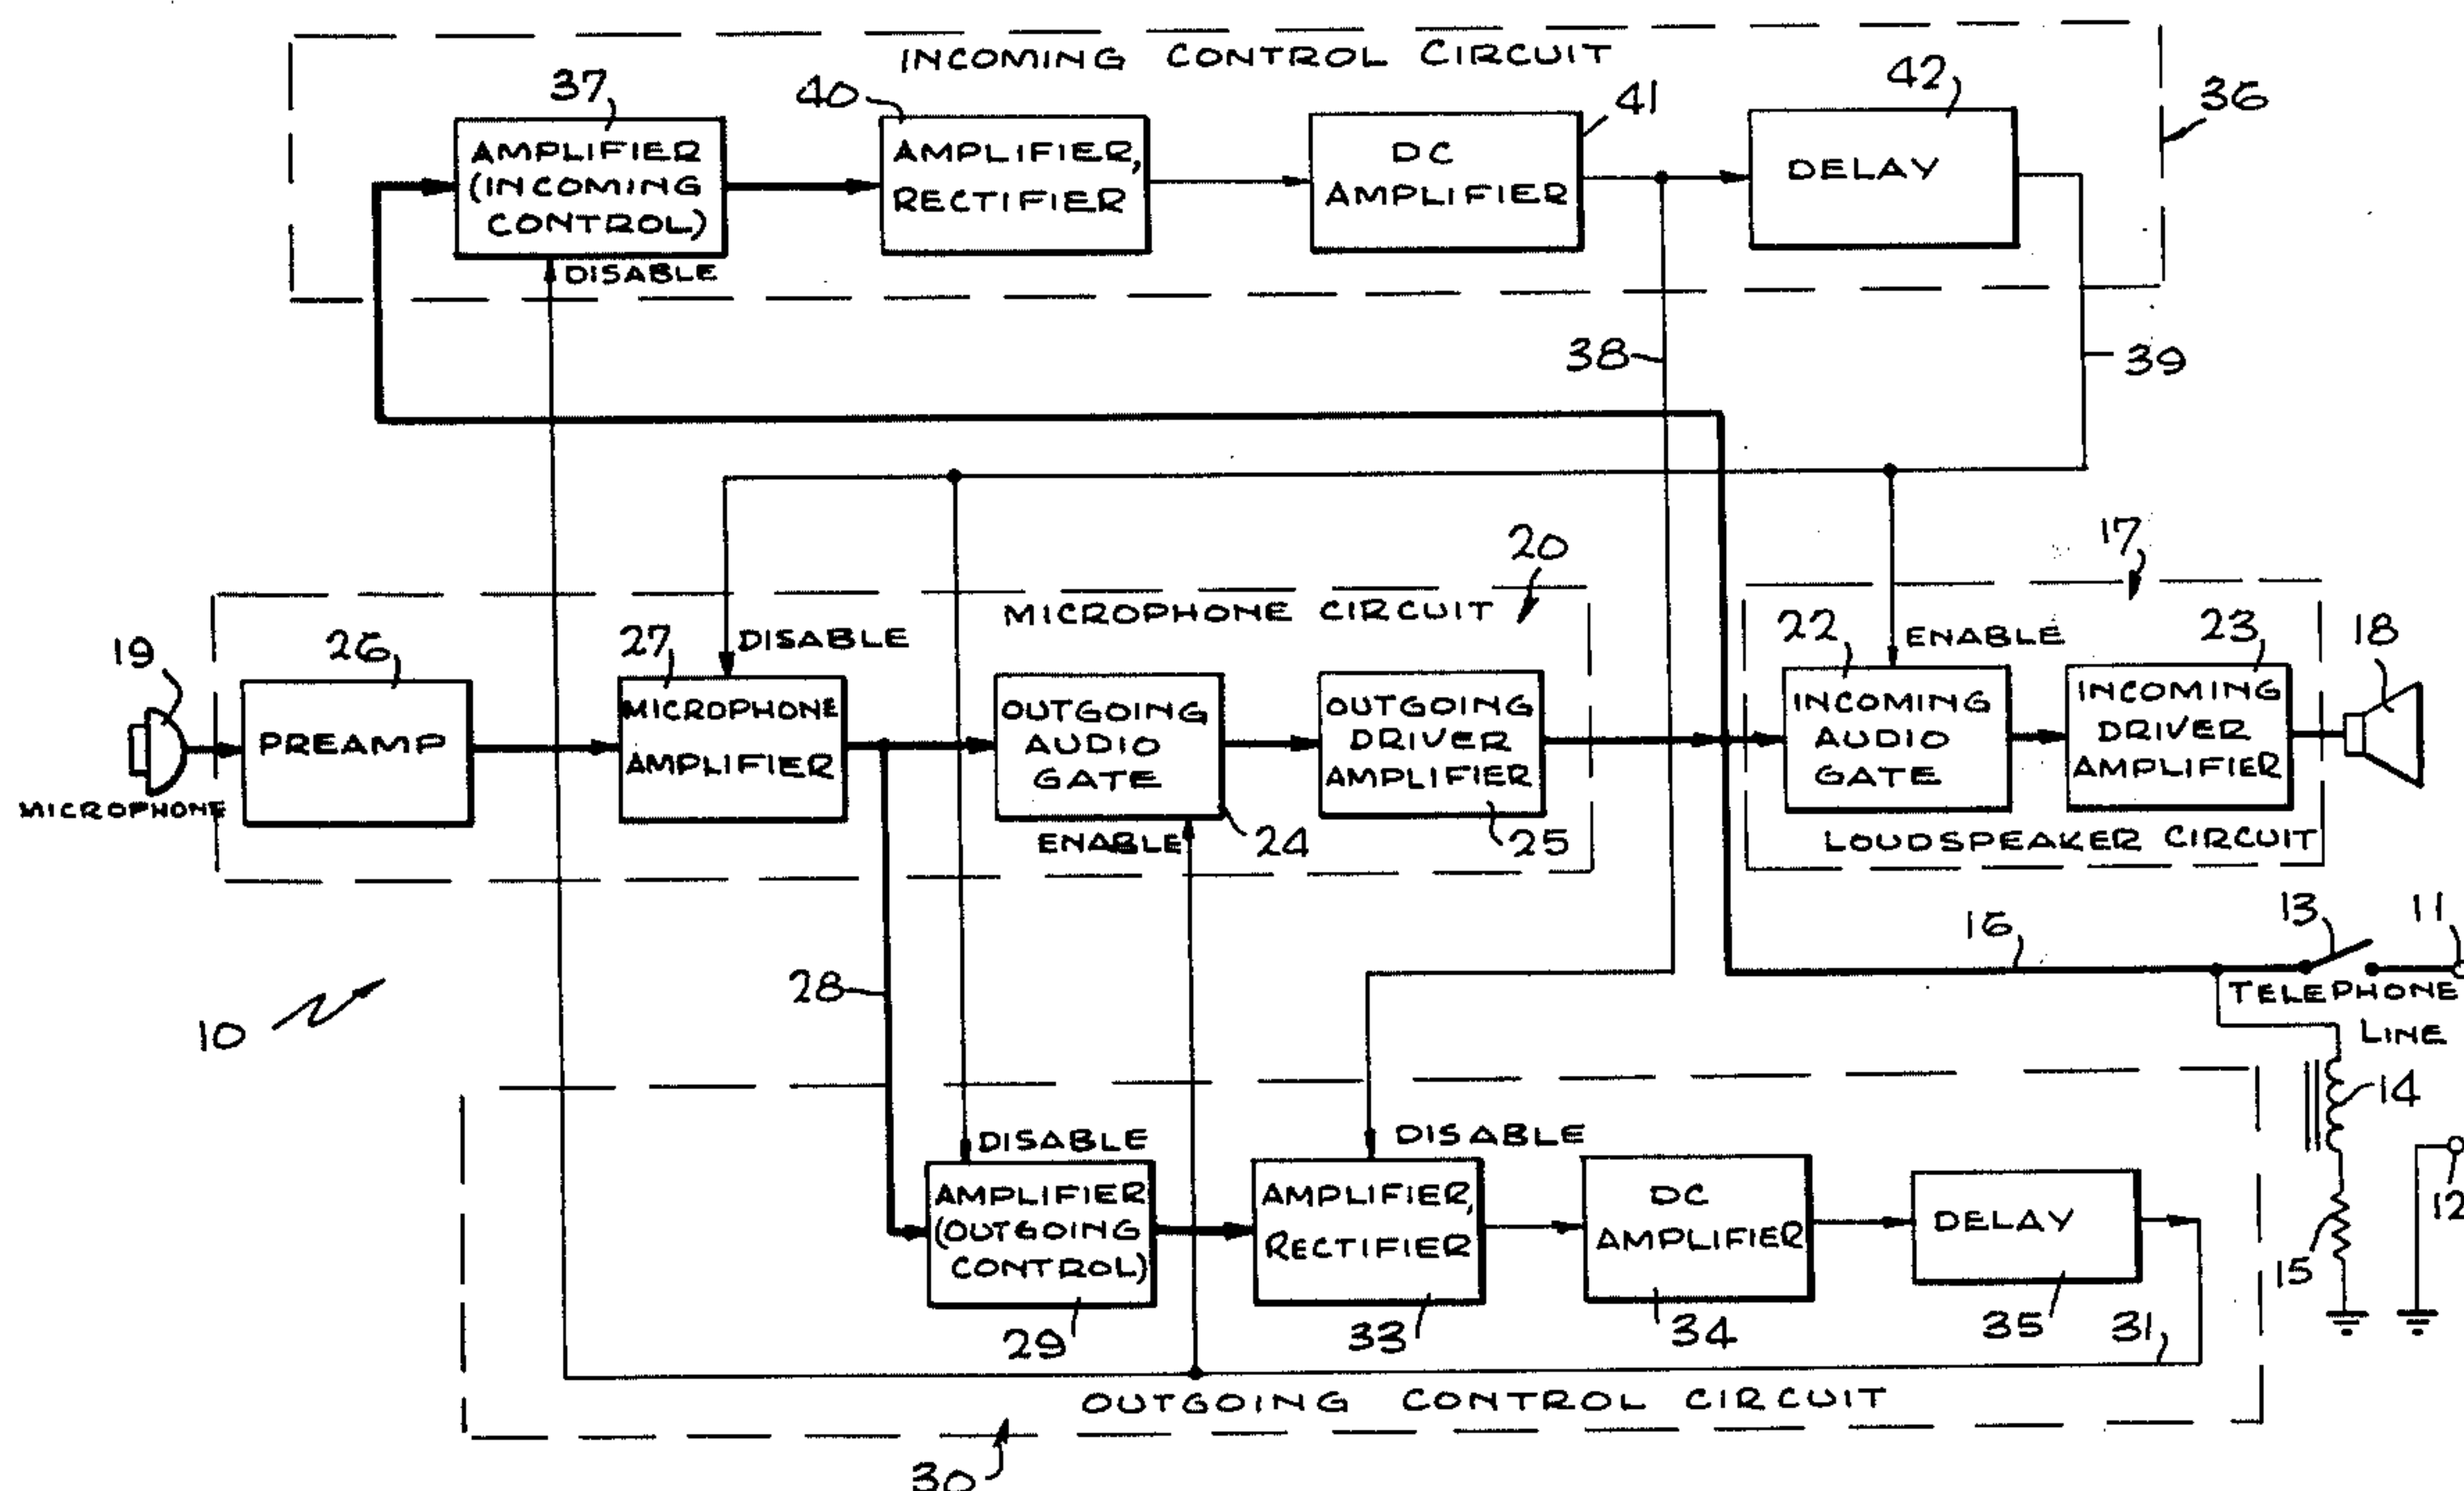 INCOMING CONTROL CIRCUIT
37
40
41
42
36
AMPLIFIER
(INCOMING
CONTROL)
AMPLIFIER,
RECTIFIER
DC
AMPLIFIER
DELAY
DISABLE
38
39
20
17
MICROPHONE CIRCUIT
19
26
27
DISABLE
22
ENABLE
23
18
PREAMP
MICROPHONE
AMPLIFIER
OUTGOING
AUDIO
GATE
OUTGOING
DRIVER
AMPLIFIER
INCOMING
AUDIO
GATE
INCOMING
DRIVER
AMPLIFIER
MICROPHONE
ENABLE
24
25
LOUDSPEAKER CIRCUIT
16
13
11
TELEPHONE
LINE
28
10
14
12
15
DISABLE
DISABLE
AMPLIFIER
(OUTGOING
CONTROL)
AMPLIFIER,
RECTIFIER
DC
AMPLIFIER
DELAY
29
33
34
35
31
OUTGOING CONTROL CIRCUIT
30